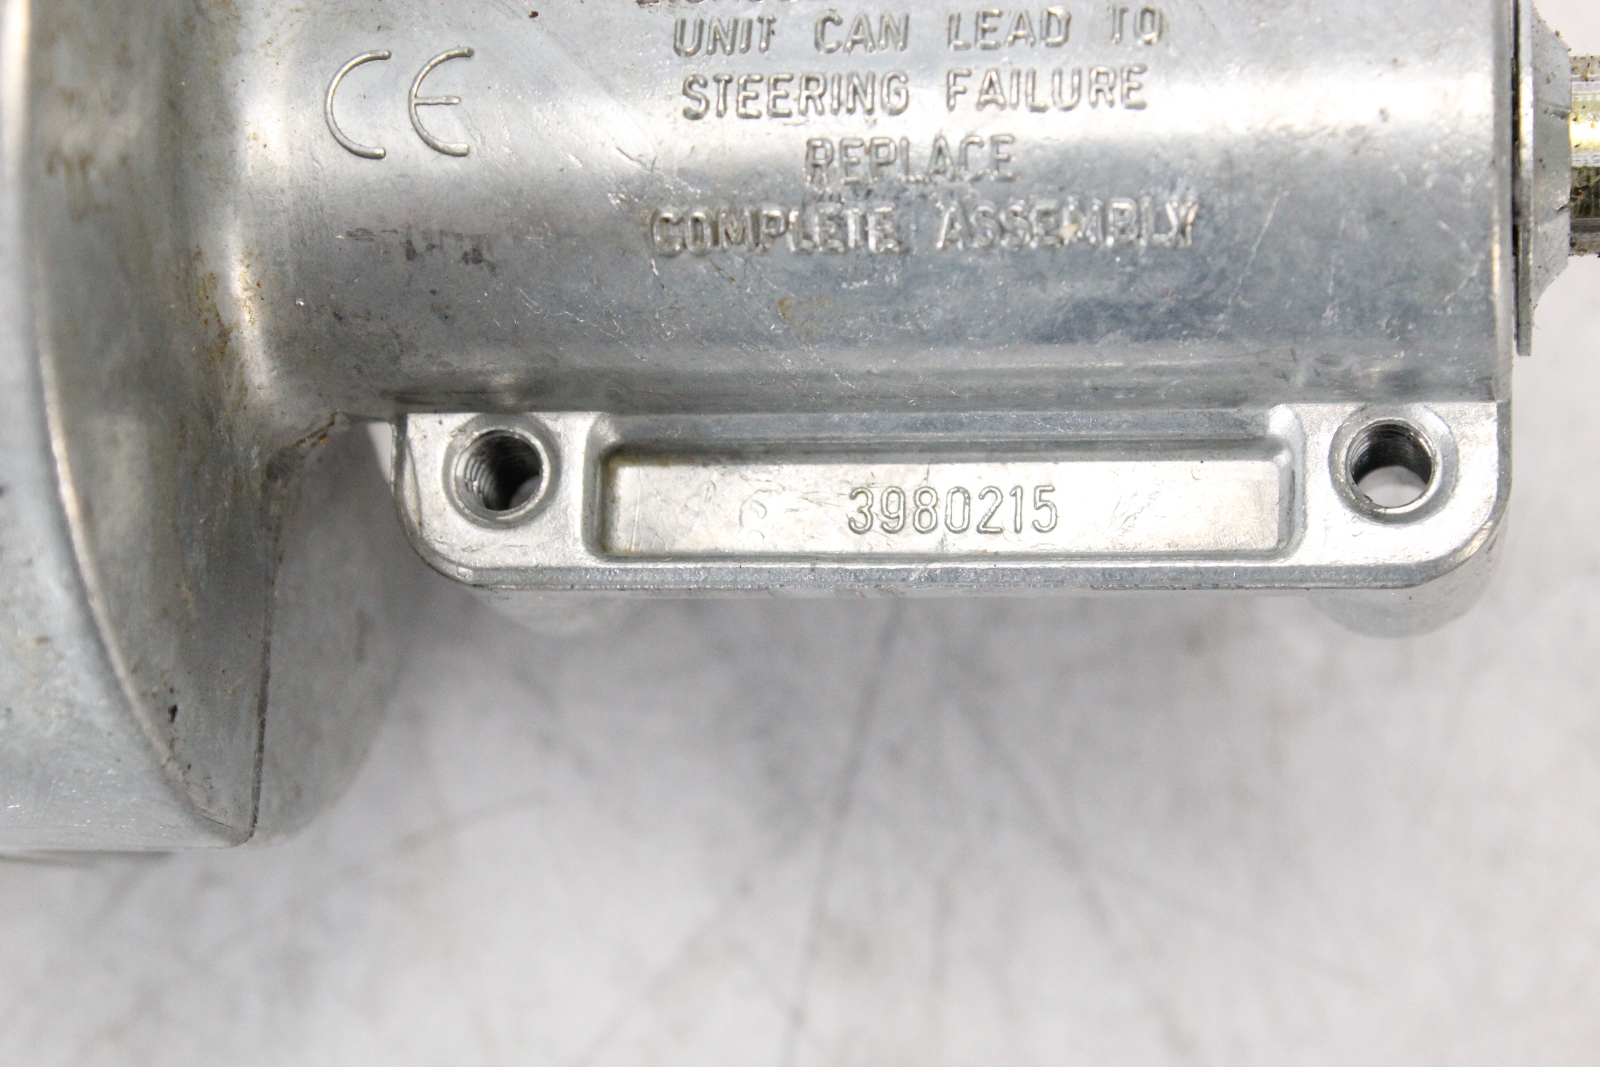 UNIT CAN LEAD TO
STEERING FAILURE
REPLACE
COMPLETE ASSEMBLY
CE
3980215